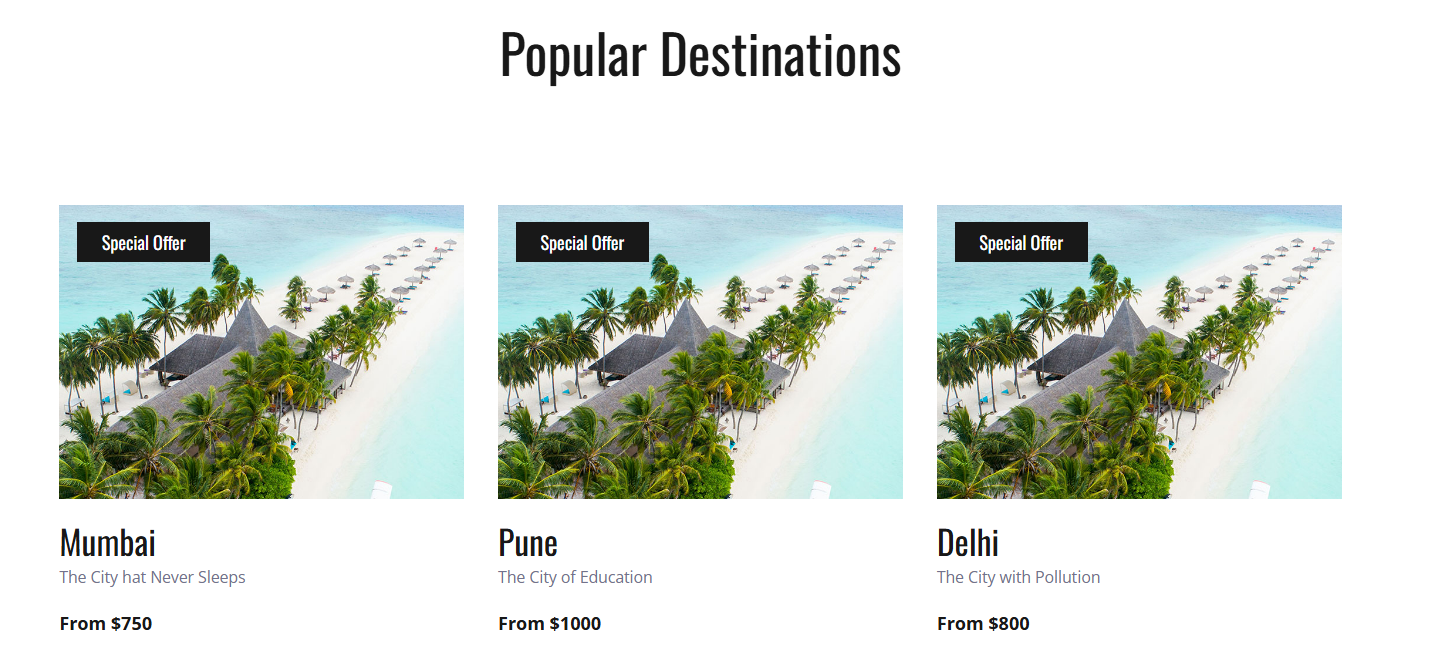 Popular Destinations
Special Offer
Special Offer
Special Offer
Mumbai
The City hat Never Sleeps
From $750
Pune
The City of Education
From $1000
Delhi
The City with Pollution
From $800